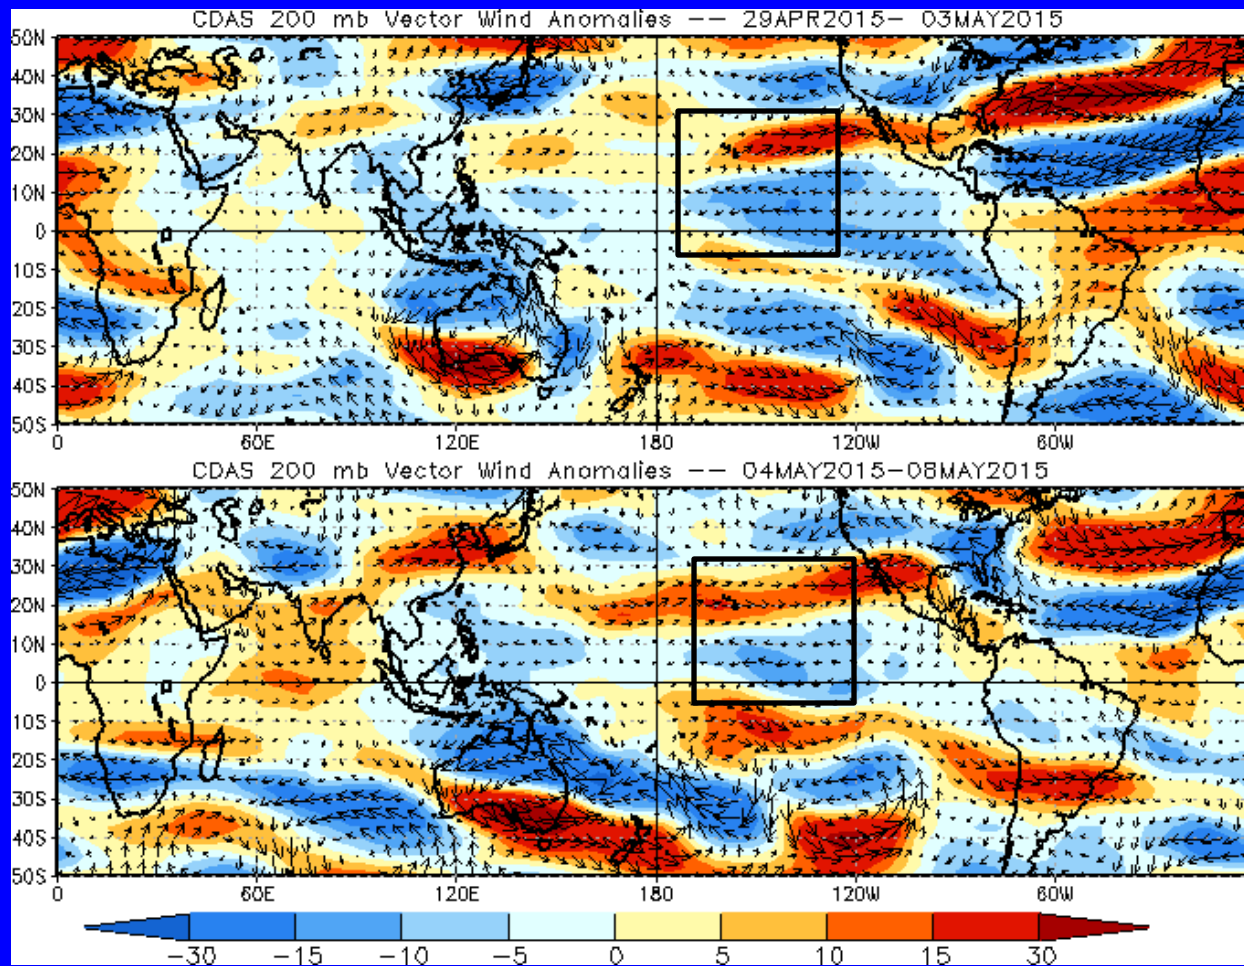 CDAS 200 mb Vector Wind Anomalies -- 29APR2015- 03MAY2015
50N
40N
30N
20N
10N
0
10S
20S
30S
40S
50S
0 60E 120E 180 120W 60W
CDAS 200 mb Vector Wind Anomalies -- 04MAY2015-08MAY2015
50N
40N
30N
20N
10N
0
10S
20S
30S
40S
50S
0 60E 120E 180 120W 60W
-30 -15 -10 -5 0 5 10 15 30